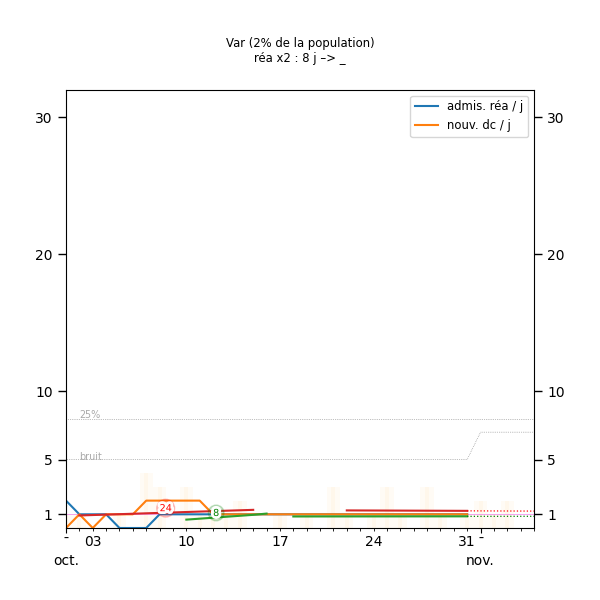 Var (2% de la population)
réa x2 : 8 j –> _
admis. réa / j
nouv. dc / j
30 30
20 20
10 10
25%
5 5
bruit
24
8
1 1
- 03 10 17 24 31 -
oct. nov.